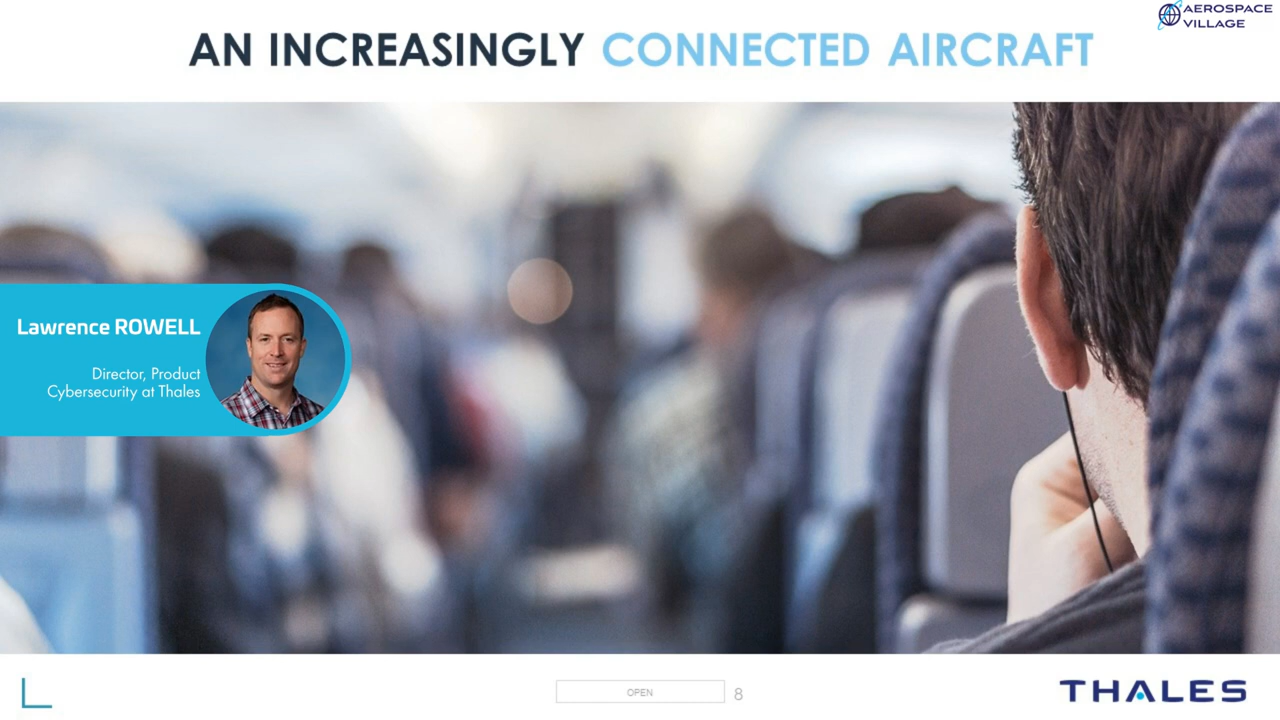 AEROSPACE
VILLAGE
AN INCREASINGLY CONNECTED AIRCRAFT
Lawrence ROWELL
Director, Product
Cybersecurity at Thales
OPEN
8
THALES